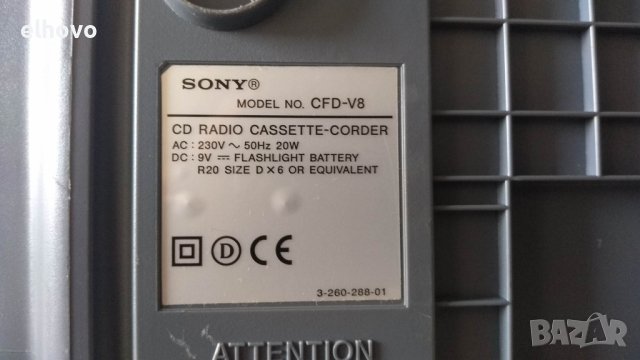 elhovo
SONY®
MODEL NO. CFD-V8
CD RADIO CASSETTE-CORDER
AC : 230V ~ 50Hz 20W
DC : 9V ⎓ FLASHLIGHT BATTERY
R20 SIZE D × 6 OR EQUIVALENT
D CE
3-260-288-01
ATTENTION
BAZAR